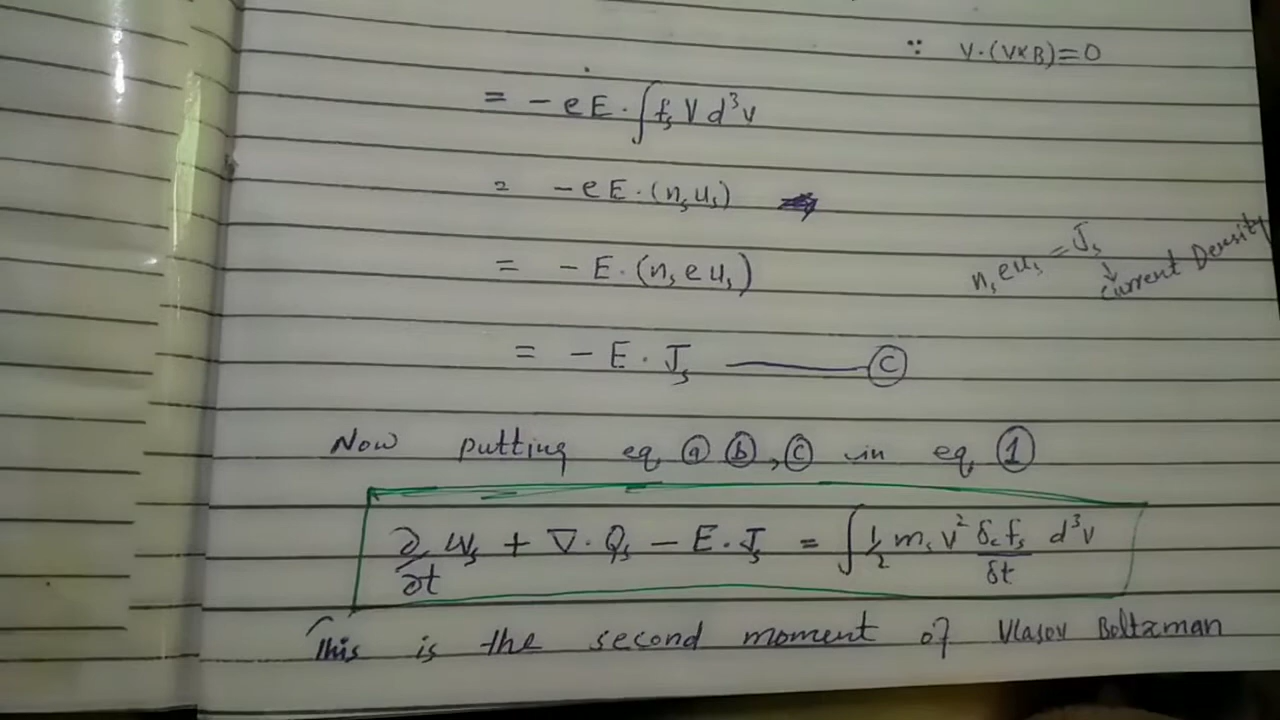 ∵ V·(V×B)=0
= -eE·∫f_s V d³v
= -eE·(n_s u_s)
= -E·(n_s e u_s)
n_s e u_s = J_s
↓
current Density
= -E·J_s ——— ⓒ
Now putting eq ⓐ ⓑ, ⓒ in eq ①
∂/∂t W_s + ∇·Q_s - E·J_s = ∫ 1/2 m_s v² δ_c f_s/δt d³v
This is the second moment of Vlasov Boltzman